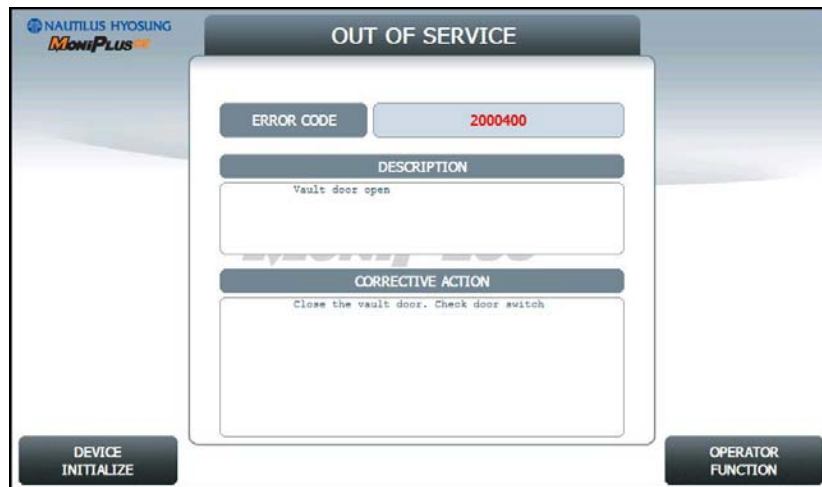 NAUTILUS HYOSUNG
MONIPLUS
OUT OF SERVICE
ERROR CODE
2000400
DESCRIPTION
Vault door open
CORRECTIVE ACTION
Close the vault door. Check door switch
DEVICE
INITIALIZE
OPERATOR
FUNCTION